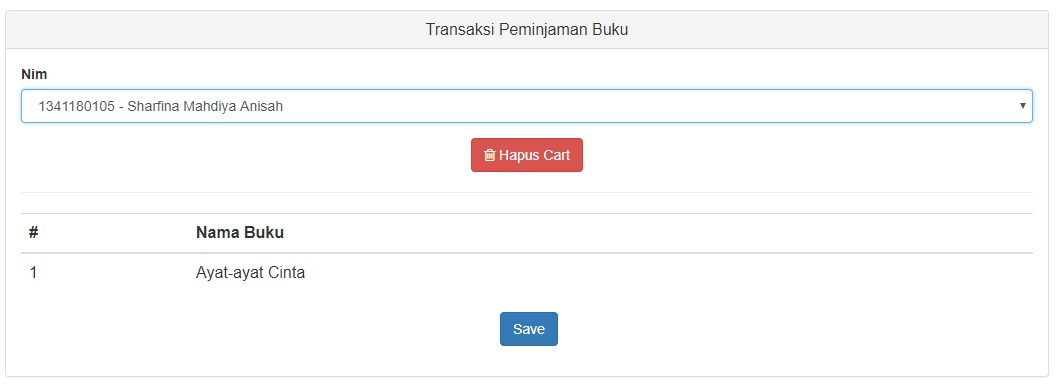 Transaksi Peminjaman Buku
Nim
1341180105 - Sharfina Mahdiya Anisah
Hapus Cart
# Nama Buku
1 Ayat-ayat Cinta
Save